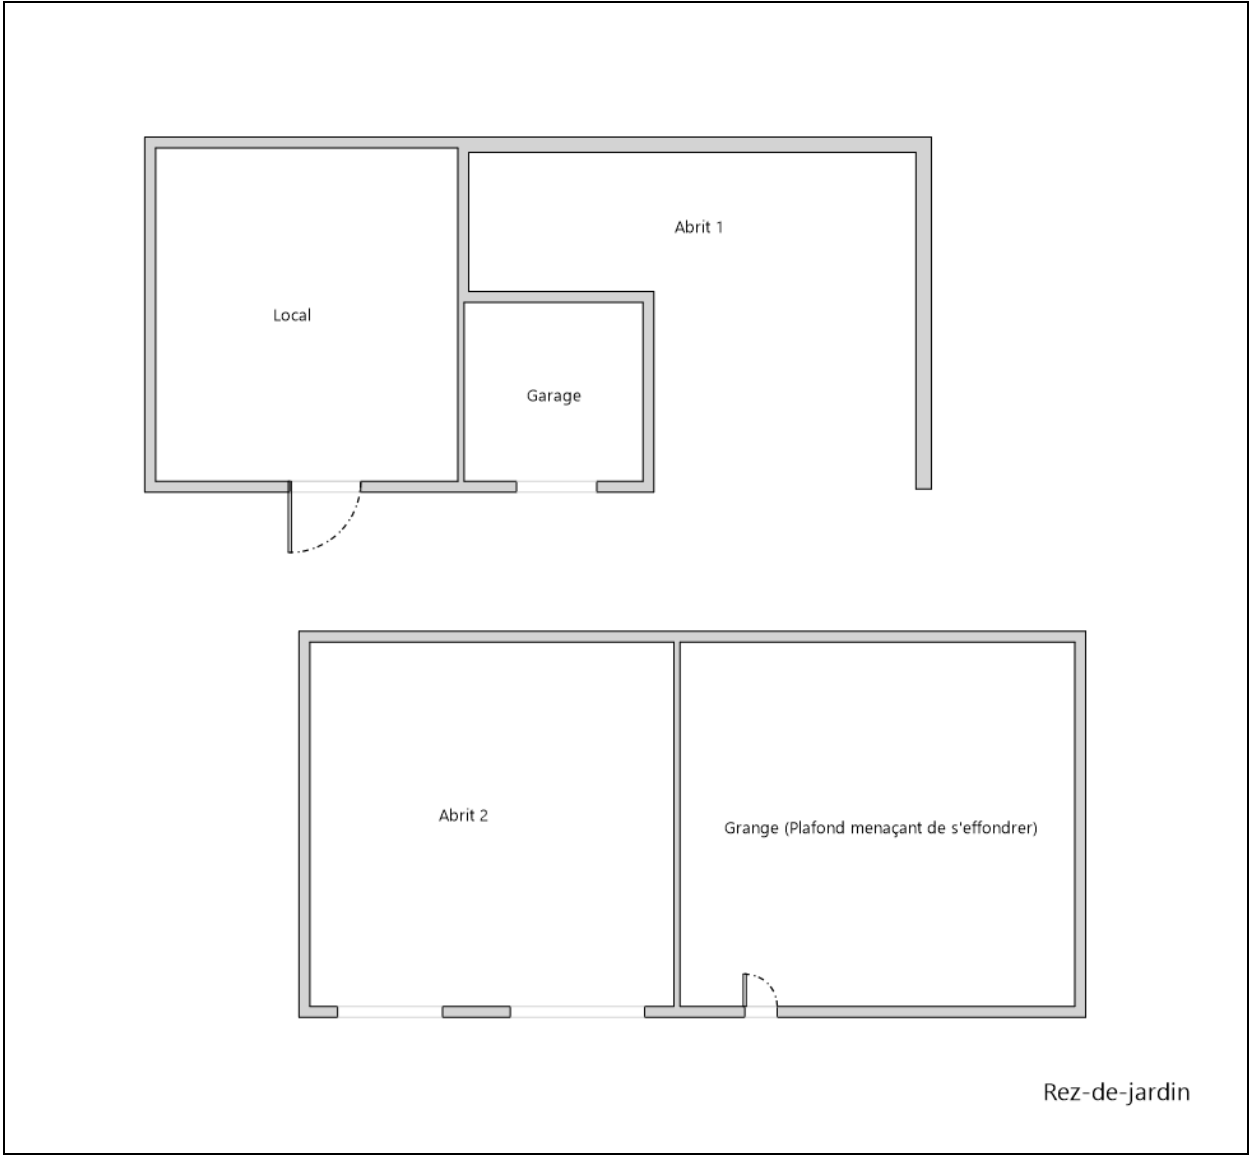 Abrit 1
Local
Garage
Abrit 2
Grange (Plafond menaçant de s'effondrer)
Rez-de-jardin